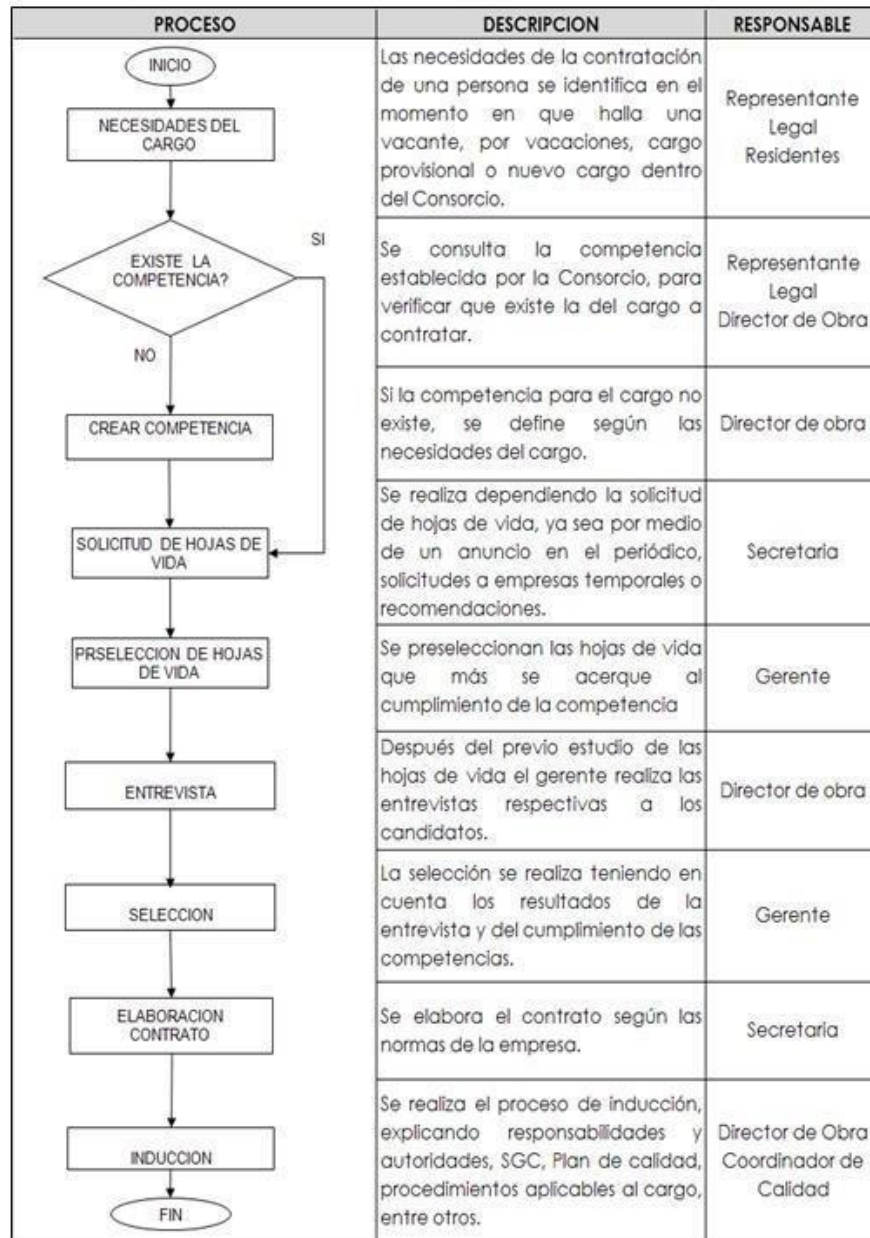 PROCESO
DESCRIPCION
RESPONSABLE
INICIO
NECESIDADES DEL
CARGO
Las necesidades de la contratación
de una persona se identifica en el
momento en que halla una
vacante, por vacaciones, cargo
provisional o nuevo cargo dentro
del Consorcio.
Representante
Legal
Residentes
EXISTE LA
COMPETENCIA?
SI
NO
Se consulta la competencia
establecida por la Consorcio, para
verificar que existe la del cargo a
contratar.
Representante
Legal
Director de Obra
CREAR COMPETENCIA
Si la competencia para el cargo no
existe, se define según las
necesidades del cargo.
Director de obra
SOLICITUD DE HOJAS DE
VIDA
Se realiza dependiendo la solicitud
de hojas de vida, ya sea por medio
de un anuncio en el periódico,
solicitudes a empresas temporales o
recomendaciones.
Secretaria
PRSELECCION DE HOJAS
DE VIDA
Se preseleccionan las hojas de vida
que más se acerque al
cumplimiento de la competencia
Gerente
ENTREVISTA
Después del previo estudio de las
hojas de vida el gerente realiza las
entrevistas respectivas a los
candidatos.
Director de obra
SELECCION
La selección se realiza teniendo en
cuenta los resultados de la
entrevista y del cumplimiento de las
competencias.
Gerente
ELABORACION
CONTRATO
Se elabora el contrato según las
normas de la empresa.
Secretaria
INDUCCION
Se realiza el proceso de inducción,
explicando responsabilidades y
autoridades, SGC, Plan de calidad,
procedimientos aplicables al cargo,
entre otros.
Director de Obra
Coordinador de
Calidad
FIN